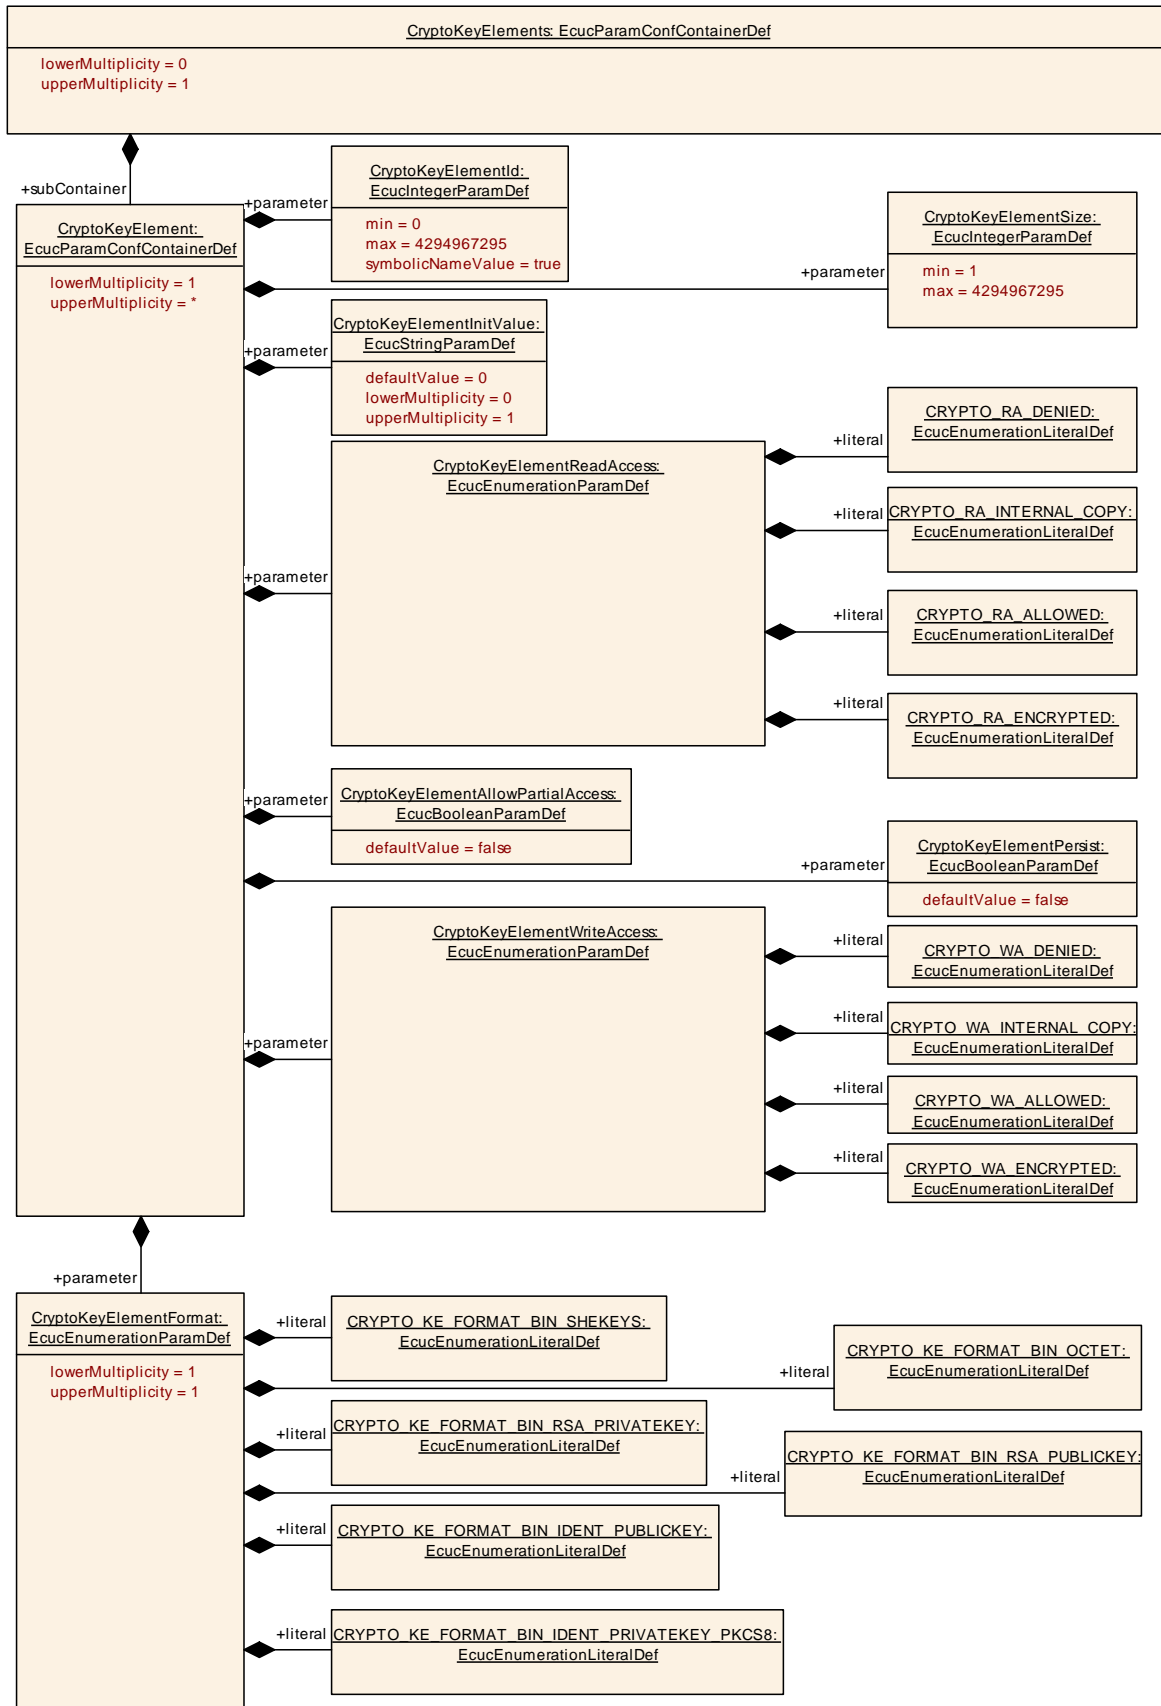 CryptoKeyElements: EcucParamConfContainerDef
lowerMultiplicity = 0
upperMultiplicity = 1
+subContainer
CryptoKeyElement:
EcucParamConfContainerDef
lowerMultiplicity = 1
upperMultiplicity = *
+parameter
CryptoKeyElementId:
EcucIntegerParamDef
min = 0
max = 4294967295
symbolicNameValue = true
+parameter
CryptoKeyElementSize:
EcucIntegerParamDef
min = 1
max = 4294967295
+parameter
CryptoKeyElementInitValue:
EcucStringParamDef
defaultValue = 0
lowerMultiplicity = 0
upperMultiplicity = 1
+parameter
CryptoKeyElementReadAccess:
EcucEnumerationParamDef
+literal
CRYPTO_RA_DENIED:
EcucEnumerationLiteralDef
+literal
CRYPTO_RA_INTERNAL_COPY:
EcucEnumerationLiteralDef
+literal
CRYPTO_RA_ALLOWED:
EcucEnumerationLiteralDef
+literal
CRYPTO_RA_ENCRYPTED:
EcucEnumerationLiteralDef
+parameter
CryptoKeyElementAllowPartialAccess:
EcucBooleanParamDef
defaultValue = false
+parameter
CryptoKeyElementPersist:
EcucBooleanParamDef
defaultValue = false
+parameter
CryptoKeyElementWriteAccess:
EcucEnumerationParamDef
+literal
CRYPTO_WA_DENIED:
EcucEnumerationLiteralDef
+literal
CRYPTO_WA_INTERNAL_COPY:
EcucEnumerationLiteralDef
+literal
CRYPTO_WA_ALLOWED:
EcucEnumerationLiteralDef
+literal
CRYPTO_WA_ENCRYPTED:
EcucEnumerationLiteralDef
+parameter
CryptoKeyElementFormat:
EcucEnumerationParamDef
lowerMultiplicity = 1
upperMultiplicity = 1
+literal
CRYPTO_KE_FORMAT_BIN_SHEKEYS:
EcucEnumerationLiteralDef
+literal
CRYPTO_KE_FORMAT_BIN_OCTET:
EcucEnumerationLiteralDef
+literal
CRYPTO_KE_FORMAT_BIN_RSA_PRIVATEKEY:
EcucEnumerationLiteralDef
+literal
CRYPTO_KE_FORMAT_BIN_RSA_PUBLICKEY:
EcucEnumerationLiteralDef
+literal
CRYPTO_KE_FORMAT_BIN_IDENT_PUBLICKEY:
EcucEnumerationLiteralDef
+literal
CRYPTO_KE_FORMAT_BIN_IDENT_PRIVATEKEY_PKCS8:
EcucEnumerationLiteralDef